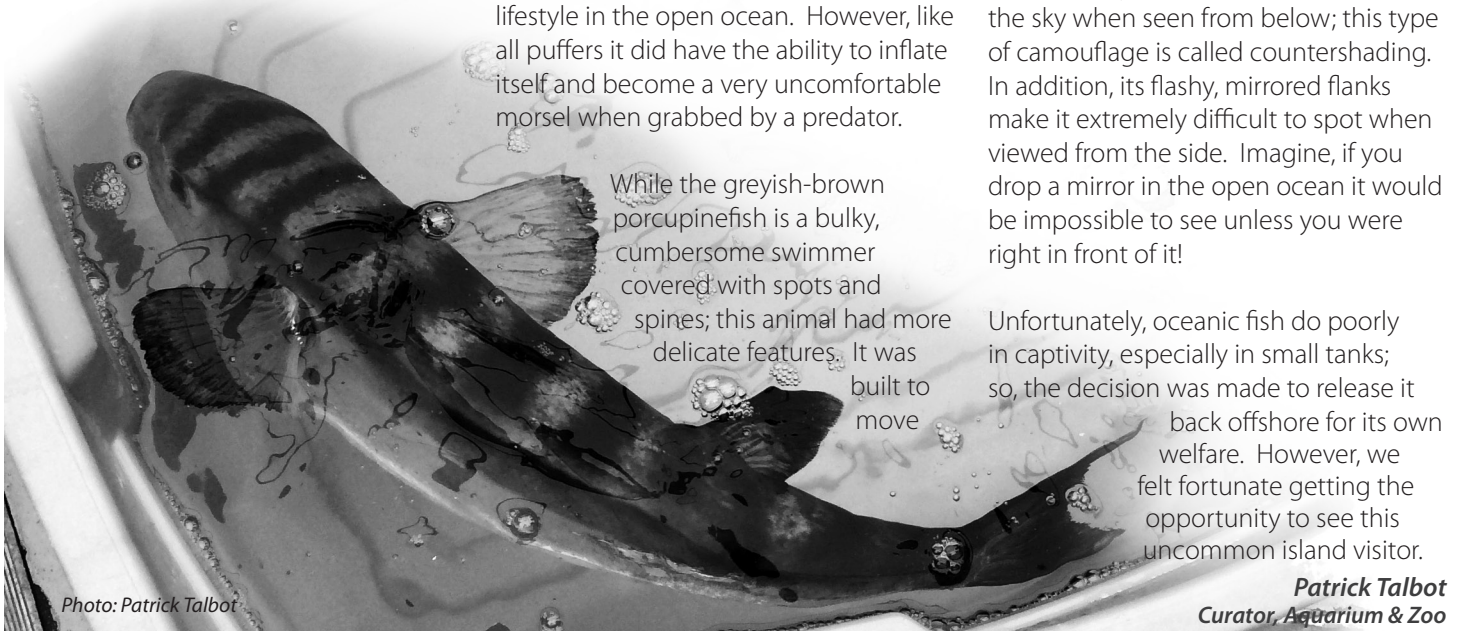 lifestyle in the open ocean.  However, like
all puffers it did have the ability to inflate
itself and become a very uncomfortable
morsel when grabbed by a predator.
While the greyish-brown
porcupinefish is a bulky,
cumbersome swimmer
covered with spots and
spines; this animal had more
delicate features.  It was
built to
move
the sky when seen from below; this type
of camouflage is called countershading.
In addition, its flashy, mirrored flanks
make it extremely difficult to spot when
viewed from the side.  Imagine, if you
drop a mirror in the open ocean it would
be impossible to see unless you were
right in front of it!
Unfortunately, oceanic fish do poorly
in captivity, especially in small tanks;
so, the decision was made to release it
back offshore for its own
welfare.  However, we
felt fortunate getting the
opportunity to see this
uncommon island visitor.
Patrick Talbot
Curator, Aquarium & Zoo
Photo: Patrick Talbot